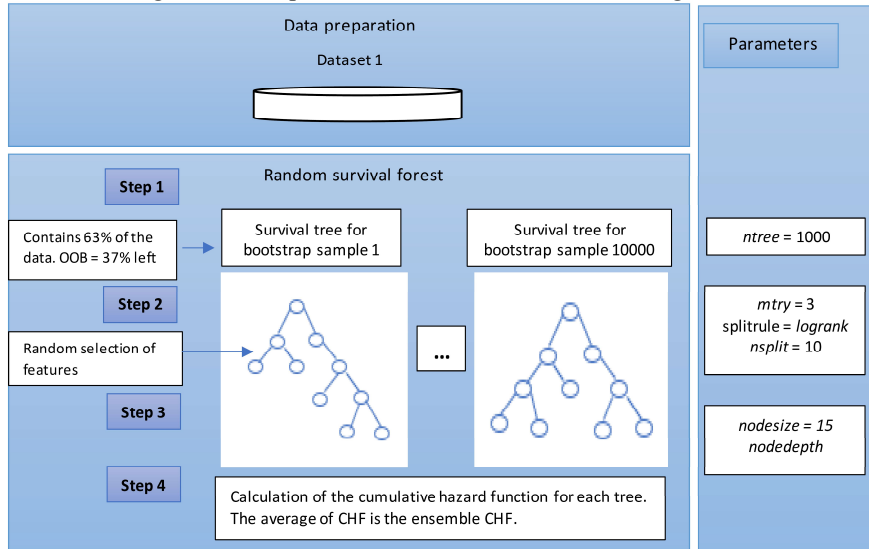 Data preparation
Dataset 1
Parameters
Random survival forest
Step 1
Contains 63% of the
data. OOB = 37% left
Survival tree for
bootstrap sample 1
Survival tree for
bootstrap sample 10000
ntree = 1000
Step 2
Random selection of
features
...
mtry = 3
splitrule = logrank
nsplit = 10
Step 3
nodesize = 15
nodedepth
Step 4
Calculation of the cumulative hazard function for each tree.
The average of CHF is the ensemble CHF.